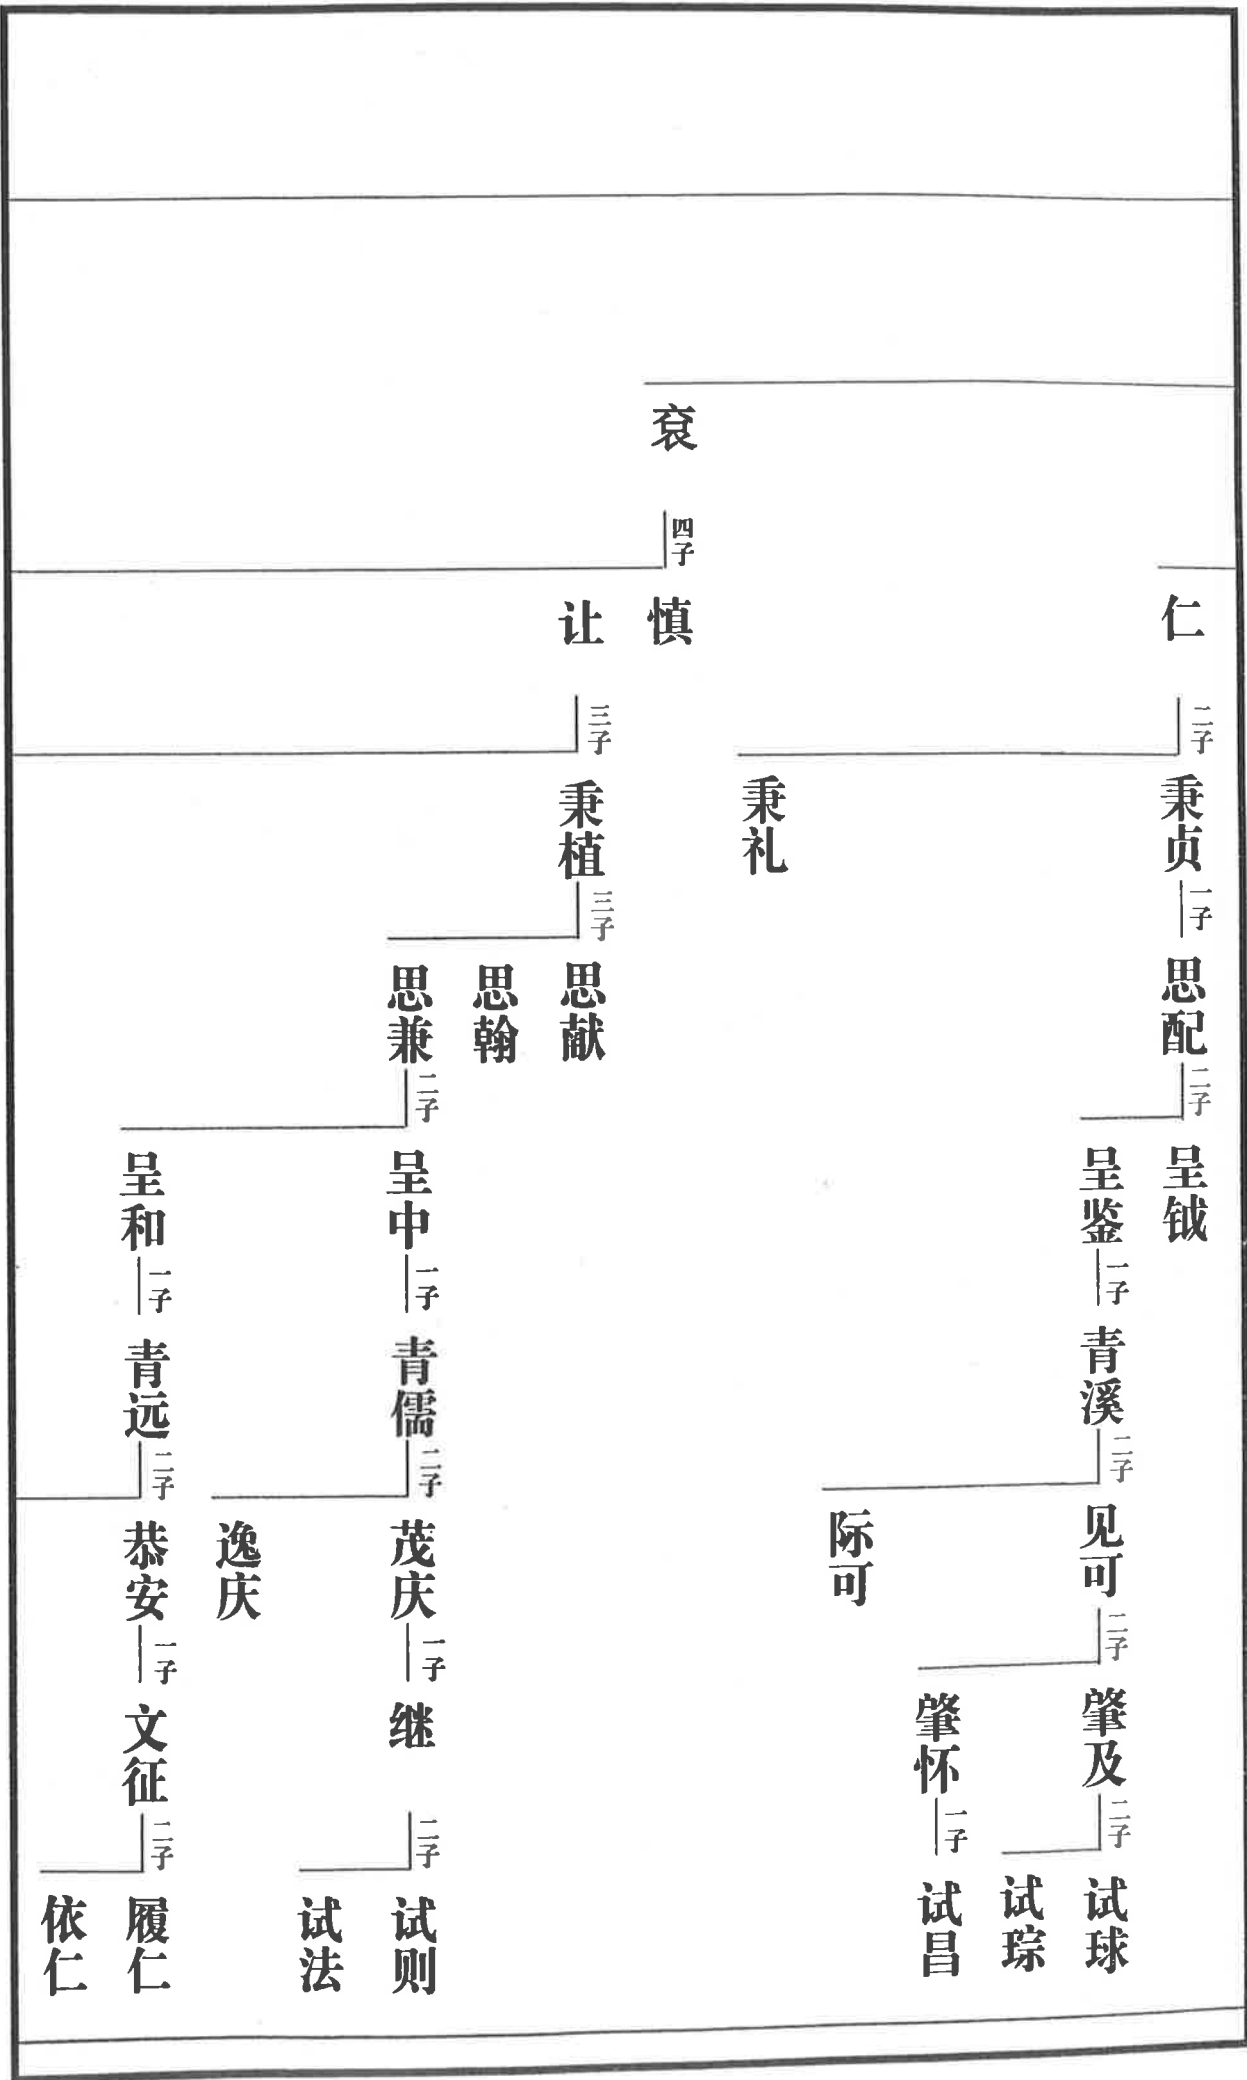 衮
四子
仁
慎
让
二子
三子
秉贞
秉礼
秉植
一子
三子
思配
思献
思翰
思兼
二子
二子
呈钺
呈鉴
呈中
呈和
一子
一子
一子
青溪
青儒
青远
二子
二子
二子
见可
际可
茂庆
逸庆
恭安
二子
一子
一子
肇及
肇怀
继
文征
二子
一子
二子
二子
试球
试琮
试昌
试则
试法
履仁
依仁